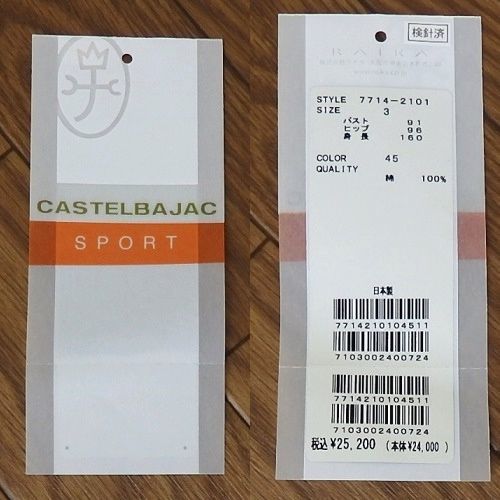 CASTELBAJAC
SPORT
検針済
RAIKA
STYLE 7714-2101
SIZE 3
バスト 91
ヒップ 96
身長 160
COLOR 45
QUALITY
綿 100%
日本製
7714210104511
7103002400724
7714210104511
7103002400724
税込¥25,200 (本体¥24,000)